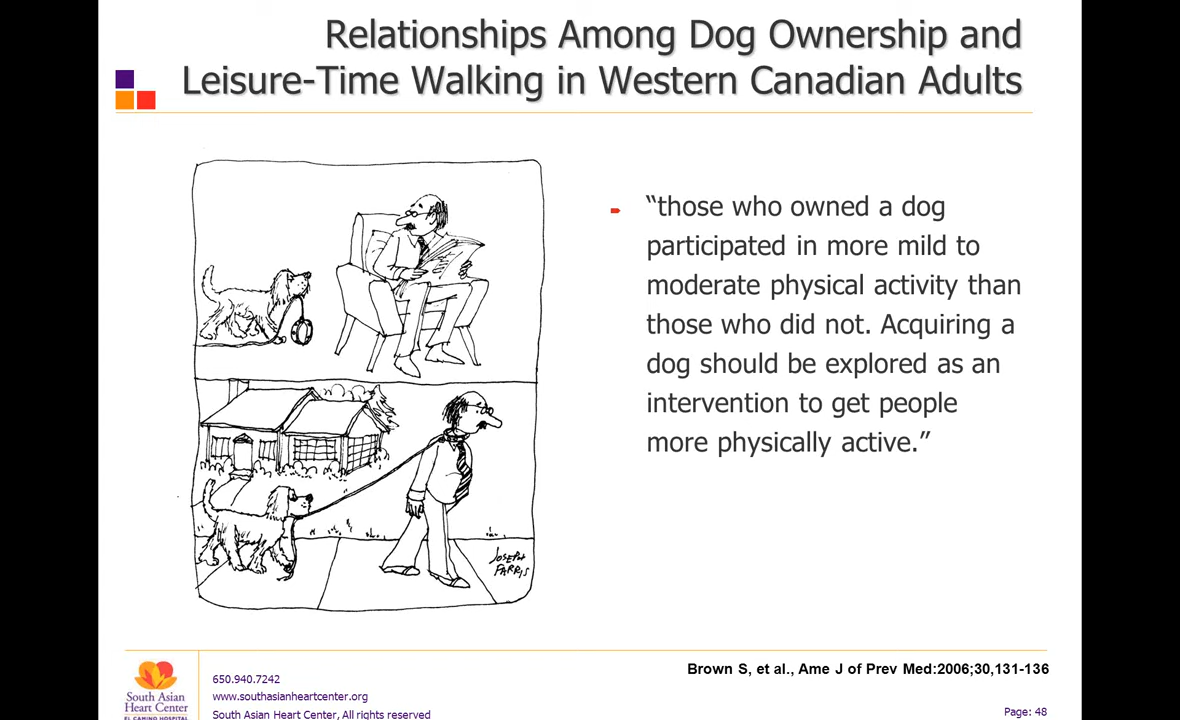 Relationships Among Dog Ownership and
Leisure-Time Walking in Western Canadian Adults
“those who owned a dog
participated in more mild to
moderate physical activity than
those who did not. Acquiring a
dog should be explored as an
intervention to get people
more physically active.”
JOSEPH
FARRIS
Brown S, et al., Ame J of Prev Med:2006;30,131-136
South Asian
Heart Center
EL CAMINO HOSPITAL
650.940.7242
www.southasianheartcenter.org
South Asian Heart Center, All rights reserved
Page: 48